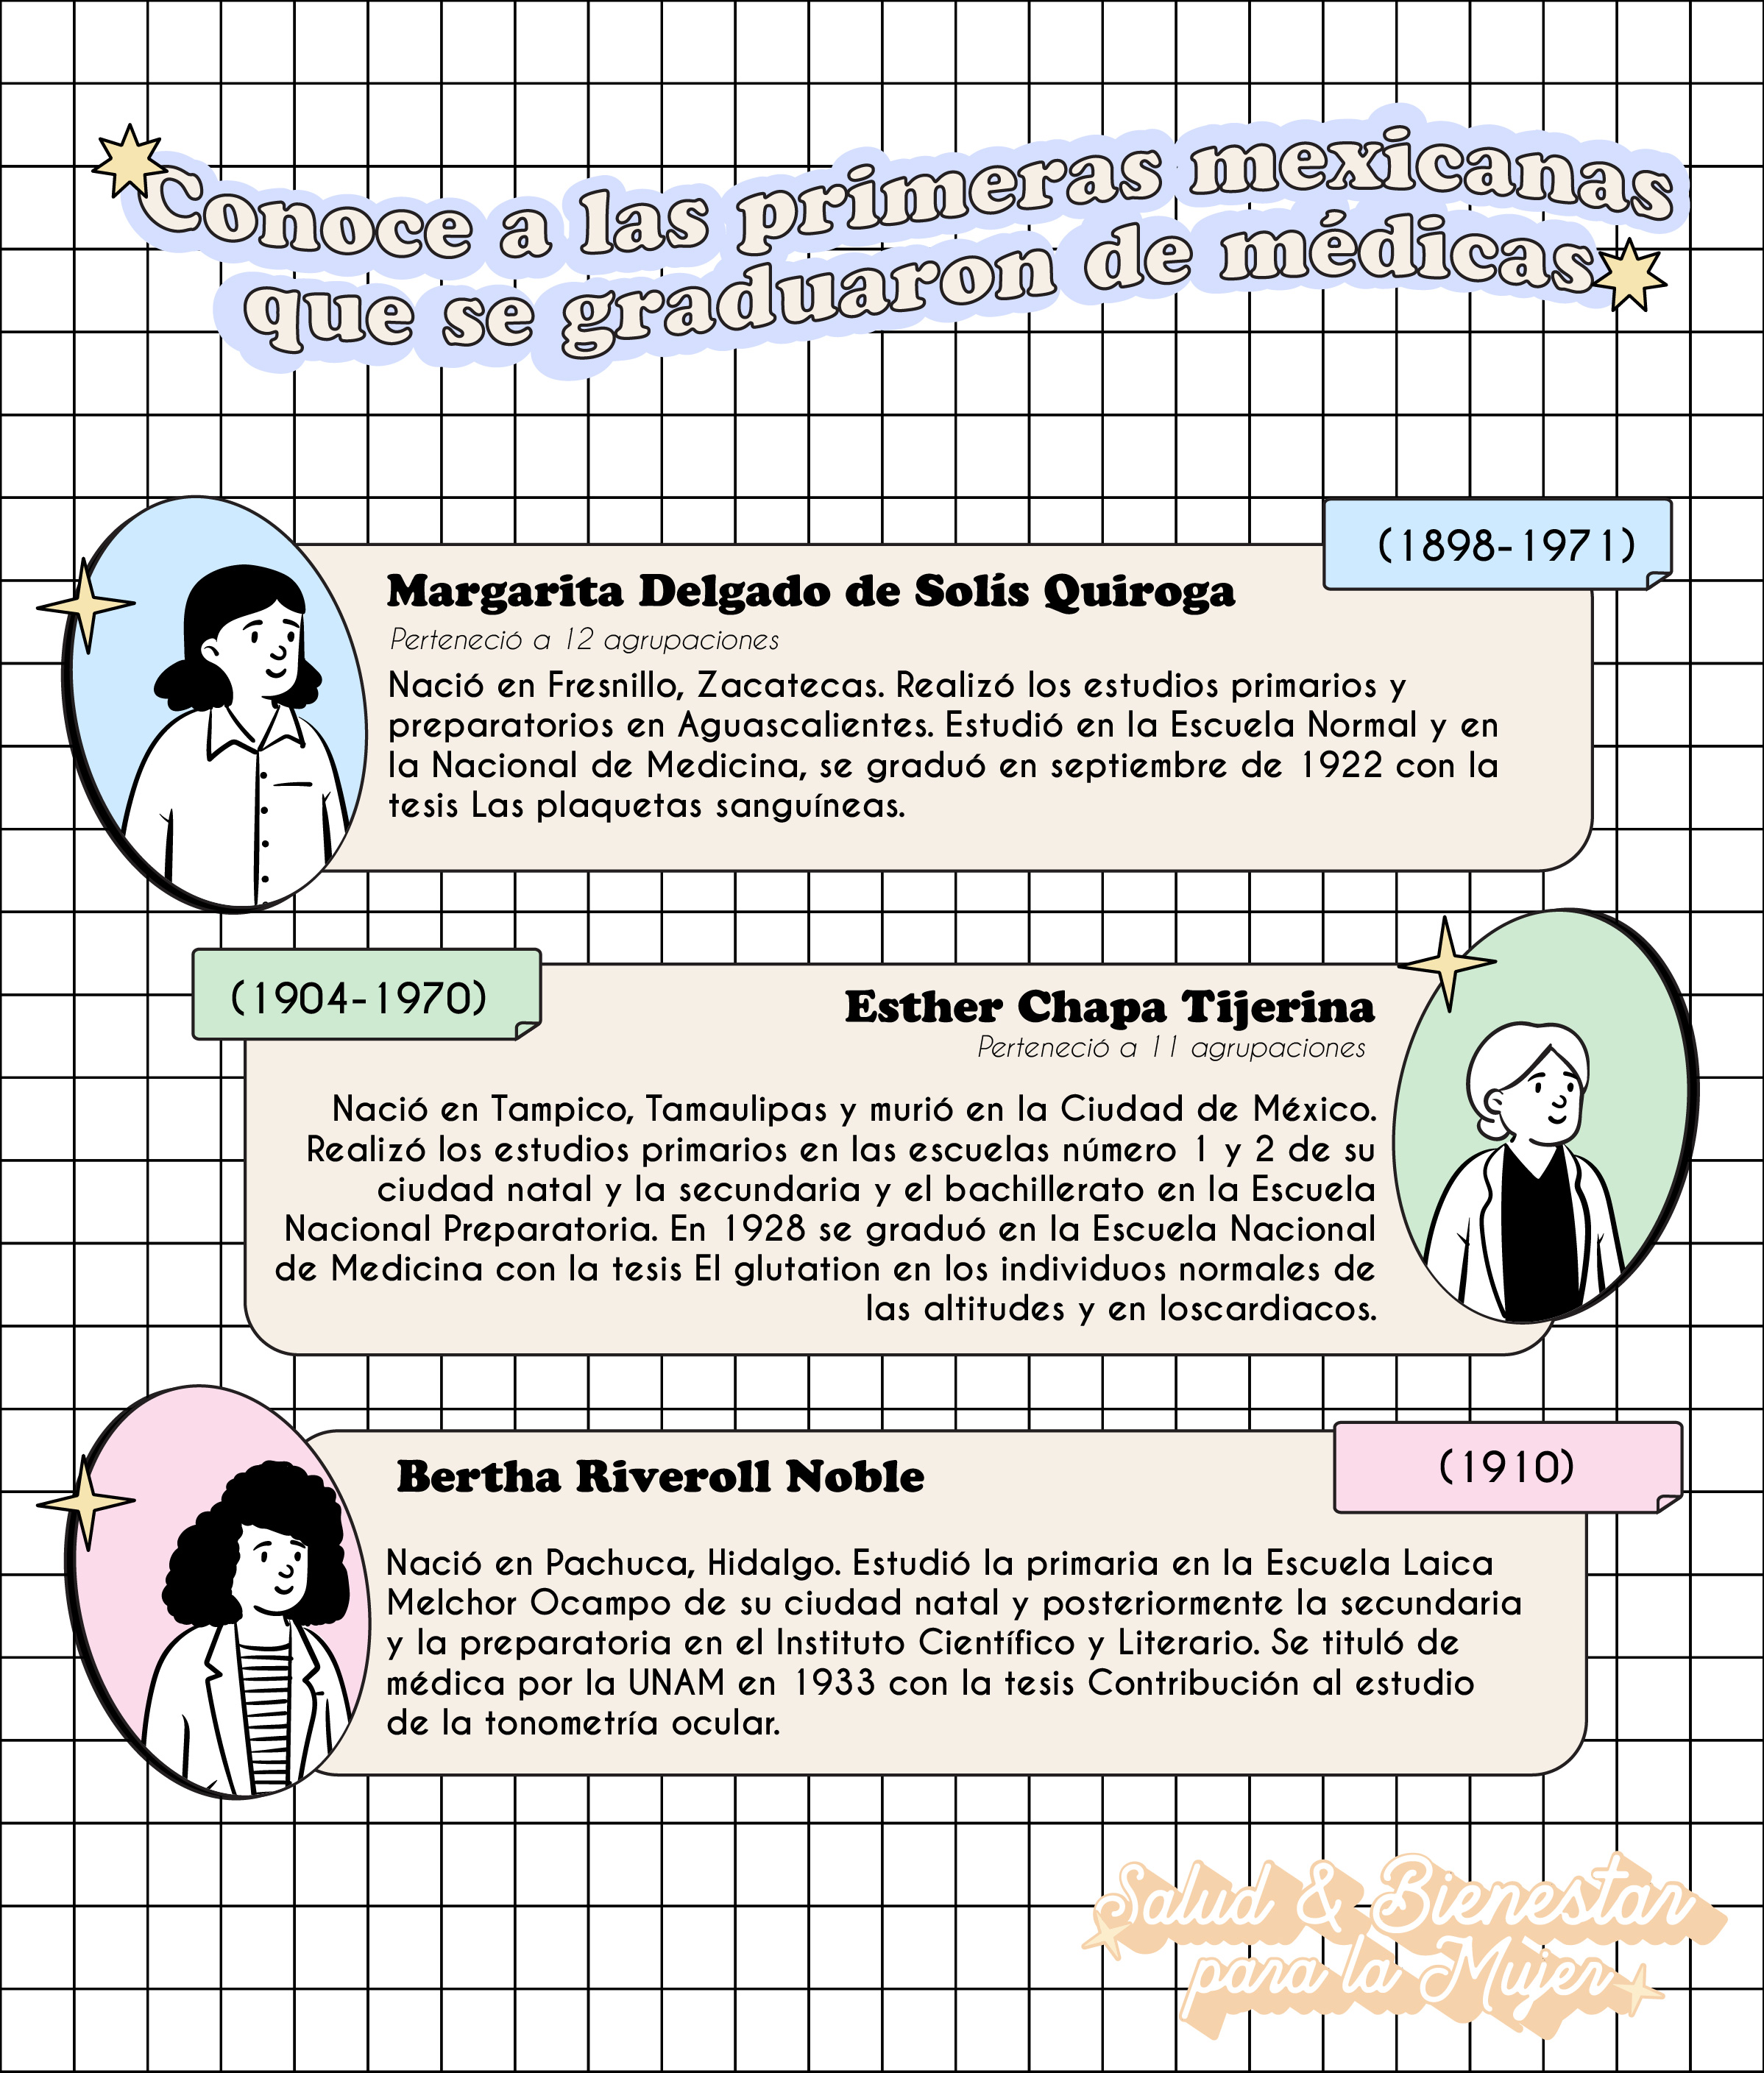 Conoce a las primeras mexicanas
que se graduaron de médicas
(1898-1971)
Margarita Delgado de Solís Quiroga
Perteneció a 12 agrupaciones
Nació en Fresnillo, Zacatecas. Realizó los estudios primarios y
preparatorios en Aguascalientes. Estudió en la Escuela Normal y en
la Nacional de Medicina, se graduó en septiembre de 1922 con la
tesis Las plaquetas sanguíneas.
(1904-1970)
Esther Chapa Tijerina
Perteneció a 11 agrupaciones
Nació en Tampico, Tamaulipas y murió en la Ciudad de México.
Realizó los estudios primarios en las escuelas número 1 y 2 de su
ciudad natal y la secundaria y el bachillerato en la Escuela
Nacional Preparatoria. En 1928 se graduó en la Escuela Nacional
de Medicina con la tesis El glutation en los individuos normales de
las altitudes y en loscardiacos.
(1910)
Bertha Riveroll Noble
Nació en Pachuca, Hidalgo. Estudió la primaria en la Escuela Laica
Melchor Ocampo de su ciudad natal y posteriormente la secundaria
y la preparatoria en el Instituto Científico y Literario. Se tituló de
médica por la UNAM en 1933 con la tesis Contribución al estudio
de la tonometría ocular.
Salud & Bienestar
para la Mujer